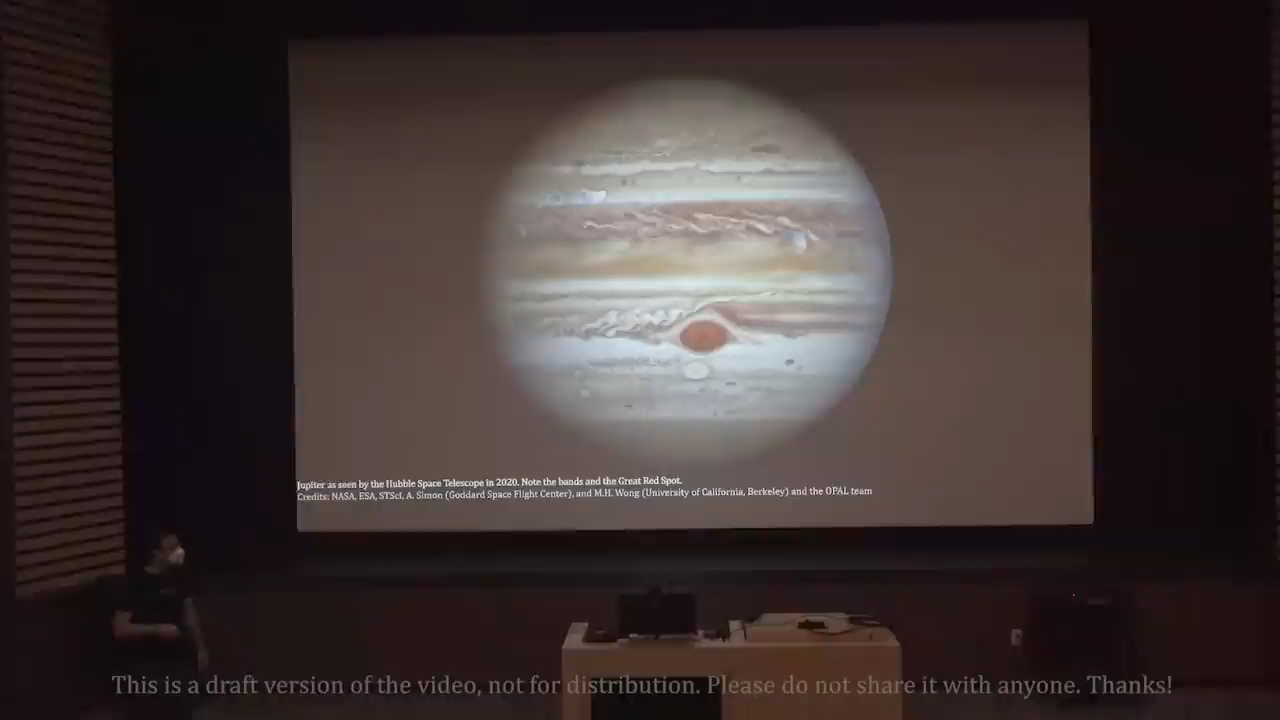 Jupiter as seen by the Hubble Space Telescope in 2020. Note the bands and the Great Red Spot.
Credits: NASA, ESA, STScI, A. Simon (Goddard Space Flight Center), and M.H. Wong (University of California, Berkeley) and the OPAL team
This is a draft version of the video, not for distribution. Please do not share it with anyone. Thanks!